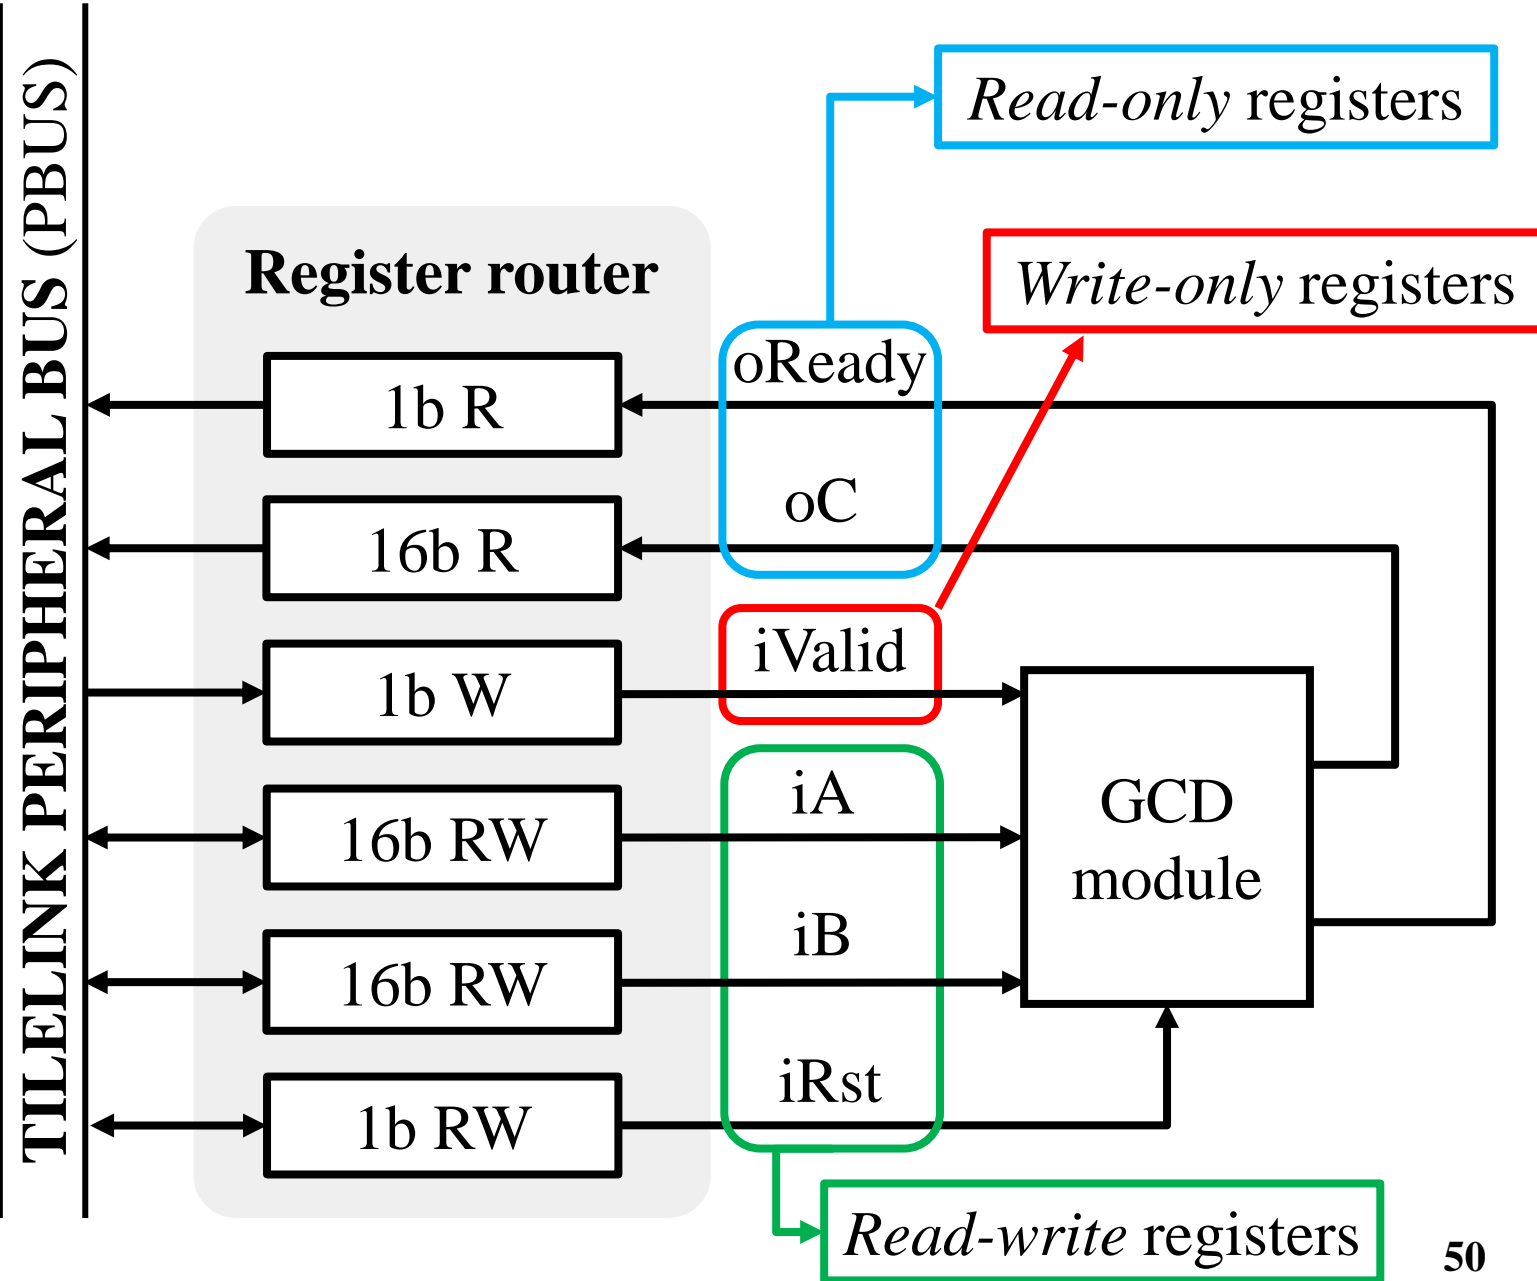 TILELINK PERIPHERAL BUS (PBUS)
Read-only registers
Write-only registers
Register router
oReady
1b R
oC
16b R
iValid
1b W
iA
16b RW
GCD
module
iB
16b RW
iRst
1b RW
Read-write registers
50